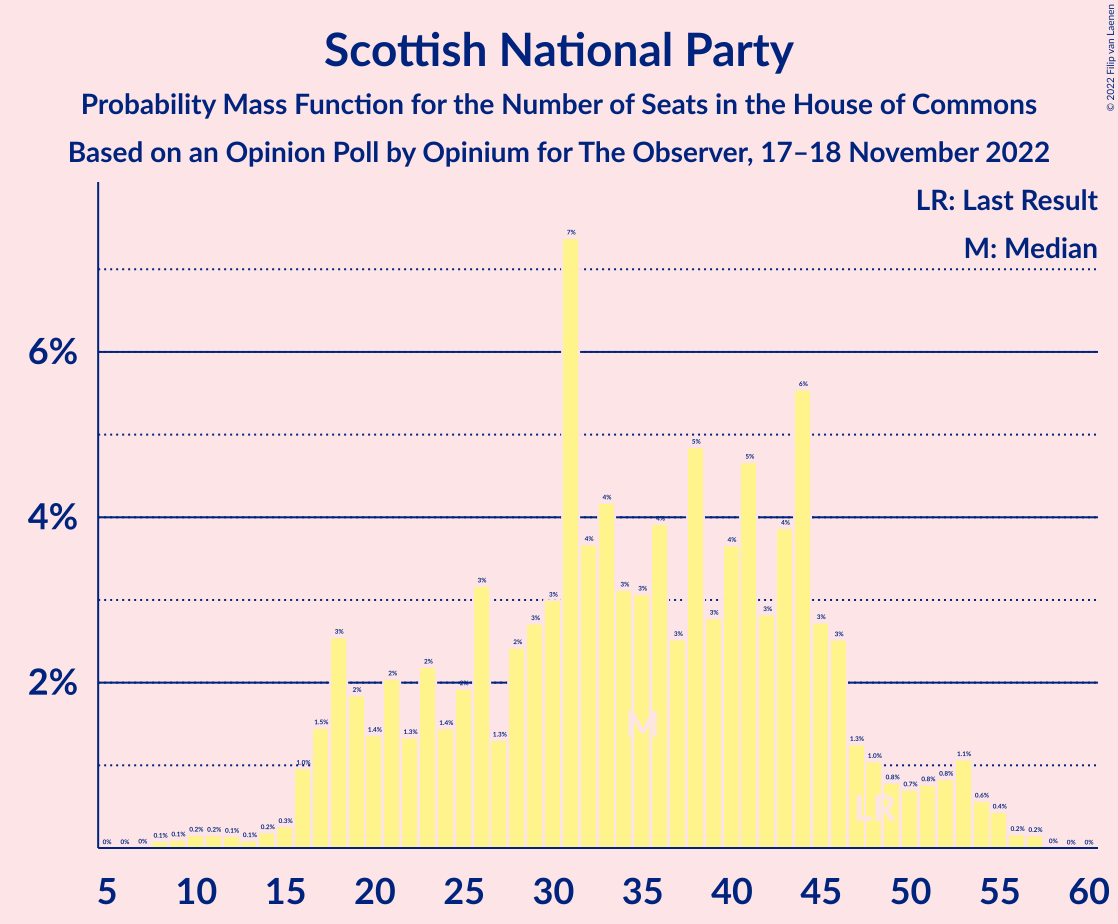 Scottish National Party
Probability Mass Function for the Number of Seats in the House of Commons
Based on an Opinion Poll by Opinium for The Observer, 17–18 November 2022
© 2022 Filip van Laenen
LR: Last Result
M: Median
6%
4%
2%
0% 0% 0% 0.1% 0.1% 0.2% 0.2% 0.1% 0.1% 0.2% 0.3% 1.0% 1.5% 3% 2% 1.4% 2% 1.3% 2% 1.4% 2% 3% 1.3% 2% 3% 3% 7% 4% 4% 3% 3% 4% 3% 5% 3% 4% 5% 3% 4% 6% 3% 3% 1.3% 1.0% 0.8% 0.7% 0.8% 0.8% 1.1% 0.6% 0.4% 0.2% 0.2% 0% 0% 0%
M
LR
5 10 15 20 25 30 35 40 45 50 55 60